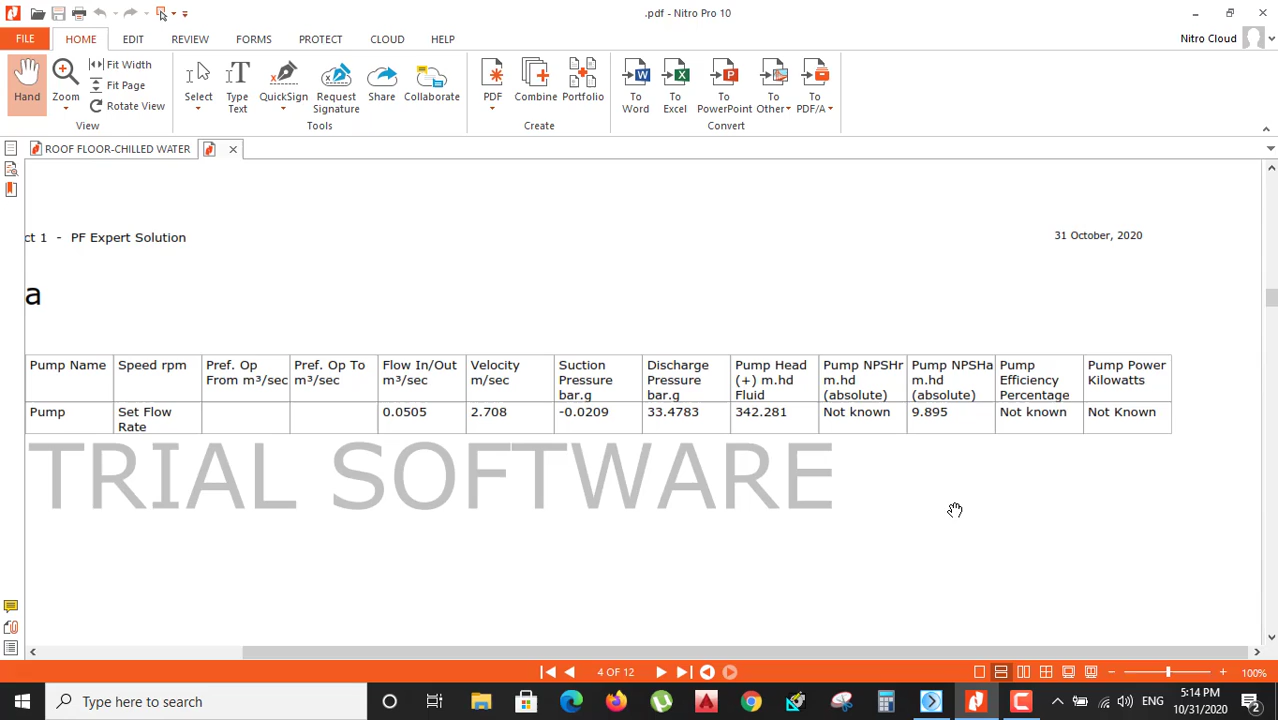 .pdf - Nitro Pro 10
FILE HOME EDIT REVIEW FORMS PROTECT CLOUD HELP Nitro Cloud
Hand
Zoom
Fit Width
Fit Page
Rotate View
View
Select
Type Text
QuickSign
Request Signature
Share
Collaborate
Tools
PDF
Combine
Portfolio
Create
To Word
To Excel
To PowerPoint
To Other
To PDF/A
Convert
ROOF FLOOR-CHILLED WATER
ct 1 - PF Expert Solution
31 October, 2020
a
Pump Name
Speed rpm
Pref. Op From m³/sec
Pref. Op To m³/sec
Flow In/Out m³/sec
Velocity m/sec
Suction Pressure bar.g
Discharge Pressure bar.g
Pump Head (+) m.hd Fluid
Pump NPSHr m.hd (absolute)
Pump NPSHa m.hd (absolute)
Pump Efficiency Percentage
Pump Power Kilowatts
Pump
Set Flow Rate
0.0505
2.708
-0.0209
33.4783
342.281
Not known
9.895
Not known
Not Known
TRIAL SOFTWARE
4 OF 12
100%
Type here to search
ENG
5:14 PM
10/31/2020
2